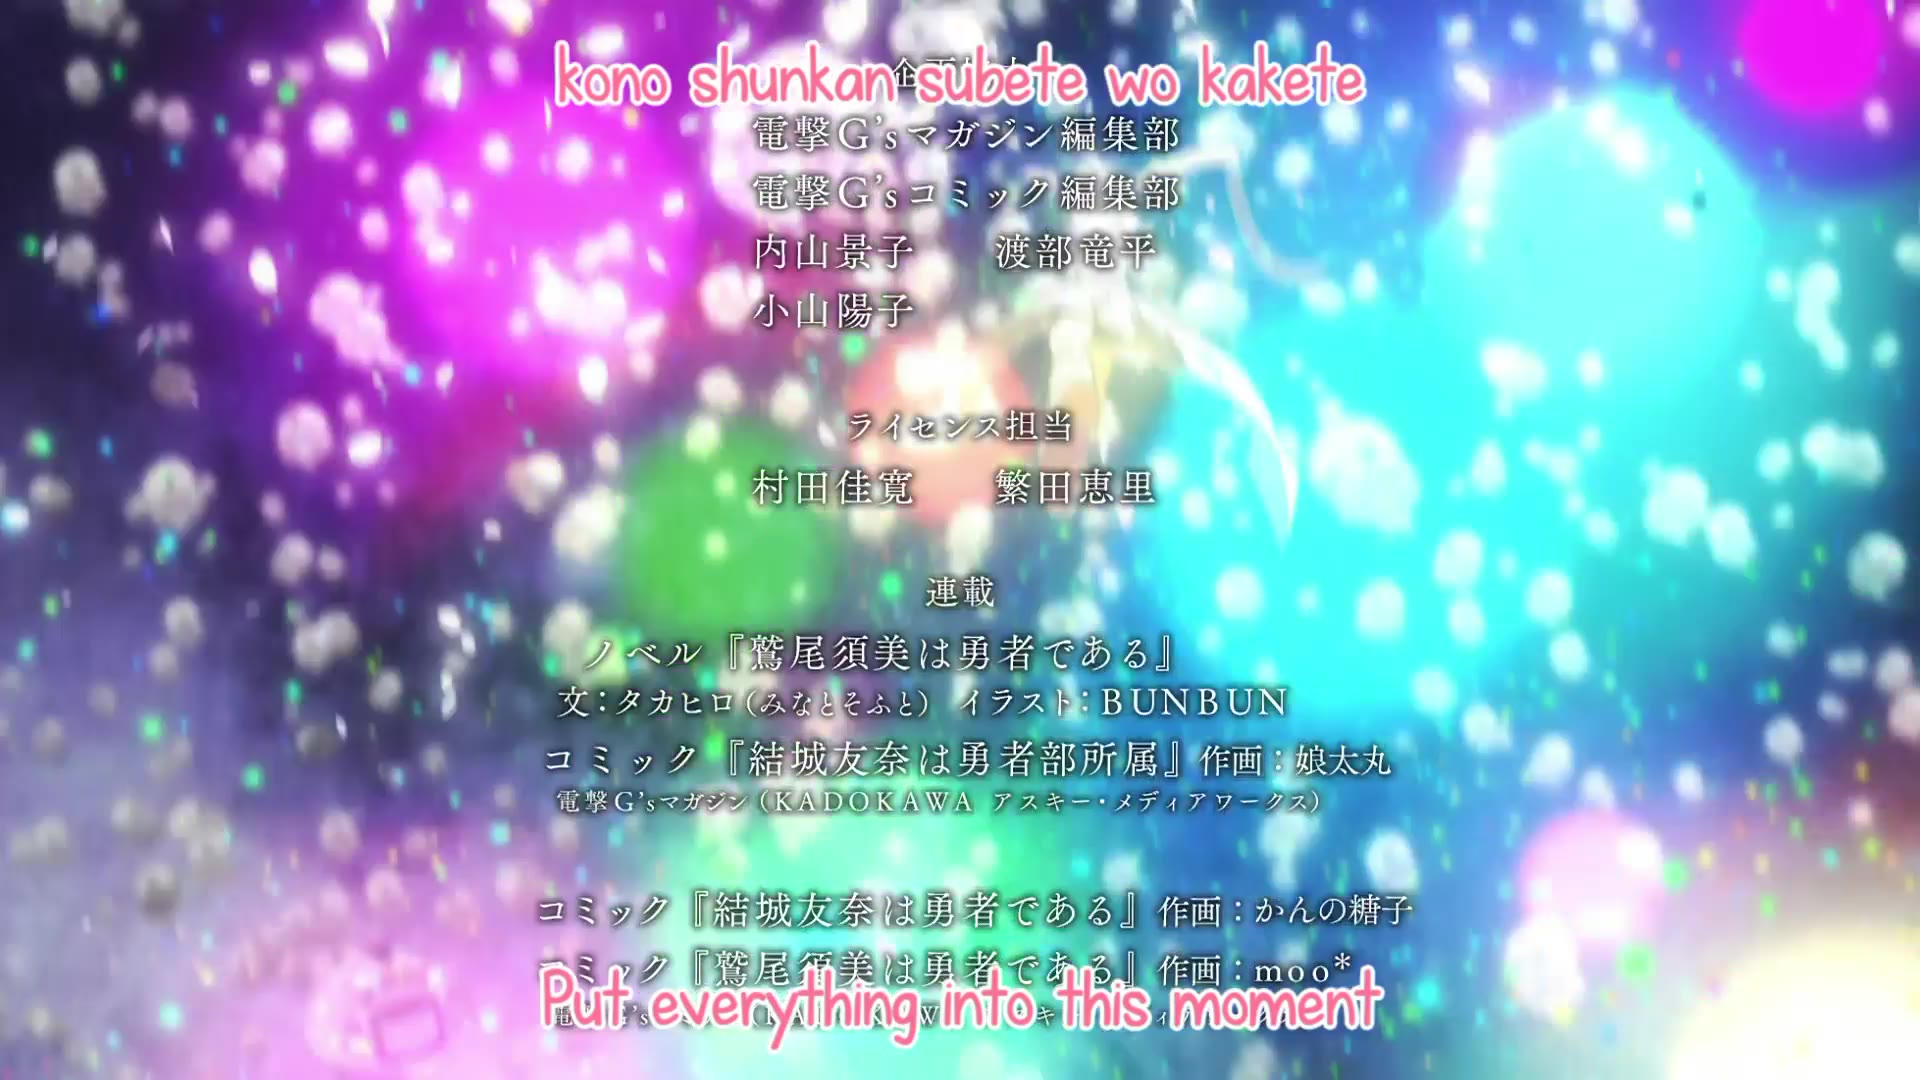 kono shunkan subete wo kakete
電撃G'sマガジン編集部
電撃G'sコミック編集部
内山景子 渡部竜平
小山陽子
ライセンス担当
村田佳寛 繁田恵里
連載
ノベル『鷲尾須美は勇者である』
文:タカヒロ(みなとそふと) イラスト:BUNBUN
コミック『結城友奈は勇者部所属』作画:娘太丸
電撃G'sマガジン(KADOKAWA アスキー・メディアワークス)
コミック『結城友奈は勇者である』作画:かんの糖子
コミック『鷲尾須美は勇者である』作画:moo*
Put everything into this moment